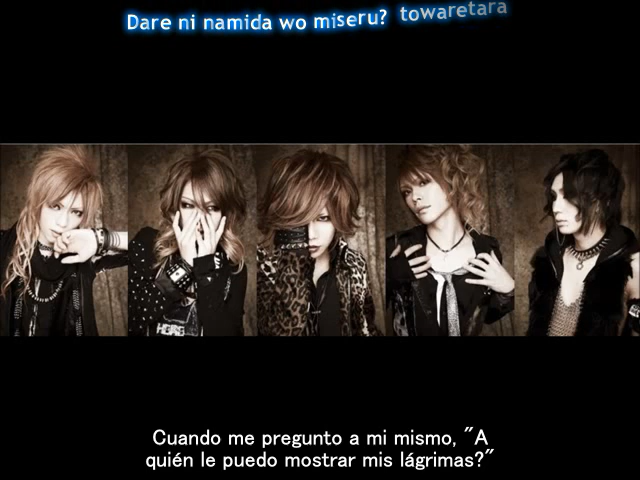 Dare ni namida wo miseru? towaretara
Cuando me pregunto a mi mismo, "A
quién le puedo mostrar mis lágrimas?"